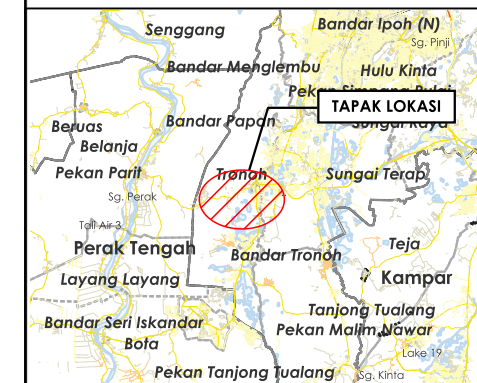 Senggang
Bandar Ipoh (N)
Sg. Pinji
Bandar Menglembu
Hulu Kinta
TAPAK LOKASI
Bandar Papan
Beruas
Belanja
Pekan Parit
Tronoh
Sungai Terap
Sg. Perak
Tali Air 3
Perak Tengah
Bandar Tronoh
Teja
Layang Layang
Kampar
Tanjong Tualang
Bandar Seri Iskandar
Pekan Malim Nawar
Bota
Lake 19
Pekan Tanjong Tualang
Sg. Kinta